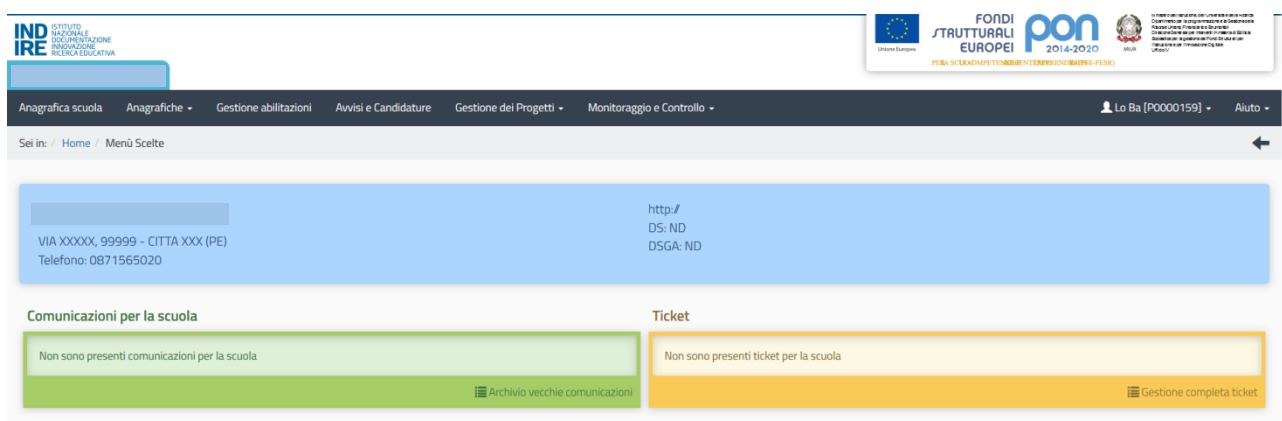 IND ISTITUTO
NAZIONALE
DOCUMENTAZIONE
IRE INNOVAZIONE
RICERCA EDUCATIVA
Unione Europea
FONDI
STRUTTURALI
EUROPEI
pon
2014-2020
MIUR
Anagrafica scuola Anagrafiche Gestione abilitazioni Avvisi e Candidature Gestione dei Progetti Monitoraggio e Controllo Lo Ba [P0000159] Aiuto
Sei in: / Home / Menù Scelte
VIA XXXXX, 99999 - CITTA XXX (PE)
Telefono: 0871565020
http://
DS: ND
DSGA: ND
Comunicazioni per la scuola
Non sono presenti comunicazioni per la scuola
Archivio vecchie comunicazioni
Ticket
Non sono presenti ticket per la scuola
Gestione completa ticket